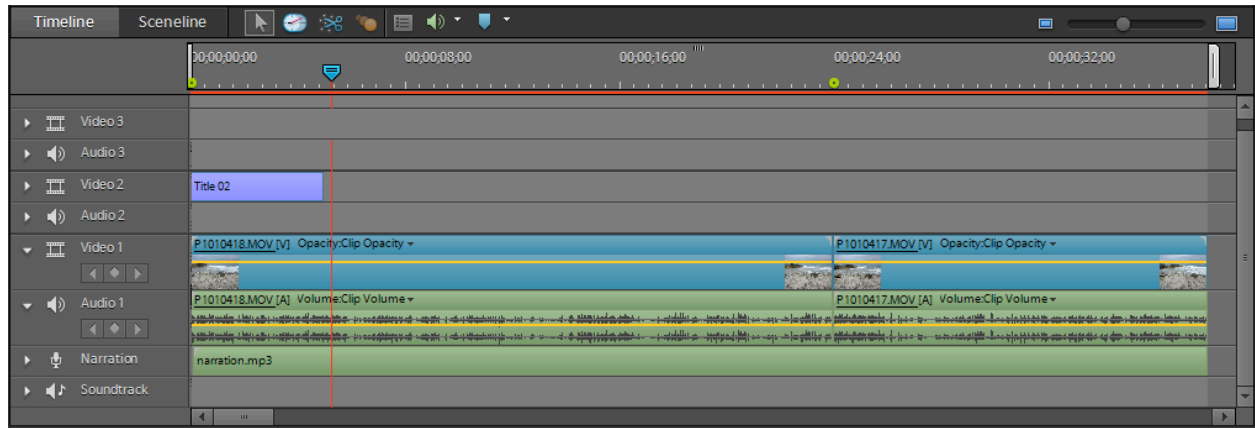 Timeline Sceneline
00;00;00;00 00;00;08;00 00;00;16;00 00;00;24;00 00;00;32;00
Video 3
Audio 3
Video 2 Title 02
Audio 2
Video 1 P1010418.MOV [V] Opacity:Clip Opacity P1010417.MOV [V] Opacity:Clip Opacity
Audio 1 P1010418.MOV [A] Volume:Clip Volume P1010417.MOV [A] Volume:Clip Volume
Narration narration.mp3
Soundtrack